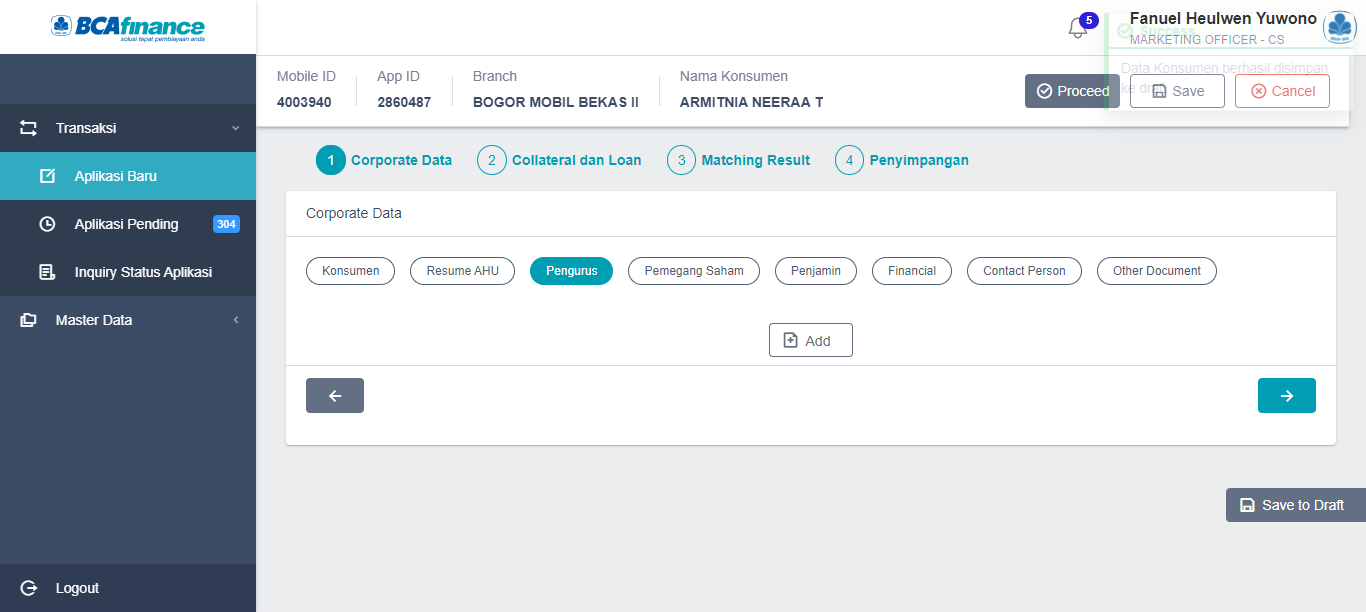 BCAfinance
solusi tepat pembiayaan anda
5
Fanuel Heulwen Yuwono
MARKETING OFFICER - CS
Success
Data Konsumen berhasil disimpan
Mobile ID
4003940
App ID
2860487
Branch
BOGOR MOBIL BEKAS II
Nama Konsumen
ARMITNIA NEERAA T
Proceed
Save
Cancel
Transaksi
Aplikasi Baru
Aplikasi Pending
304
Inquiry Status Aplikasi
Master Data
Logout
1 Corporate Data
2 Collateral dan Loan
3 Matching Result
4 Penyimpangan
Corporate Data
Konsumen
Resume AHU
Pengurus
Pemegang Saham
Penjamin
Financial
Contact Person
Other Document
Add
Save to Draft